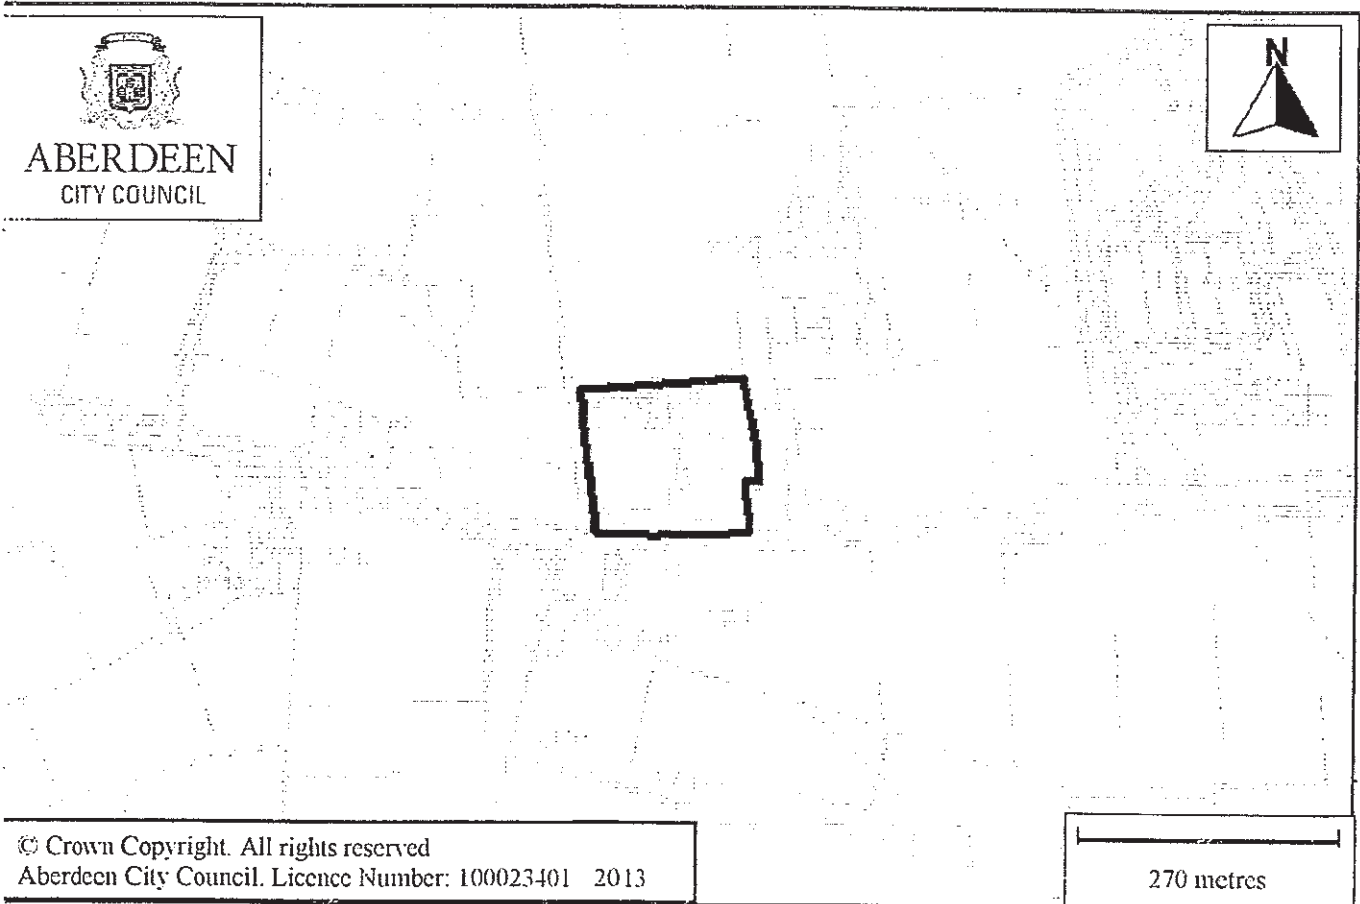 ABERDEEN
CITY COUNCIL
N
© Crown Copyright. All rights reserved
Aberdeen City Council. Licence Number: 100023401 2013
270 metres